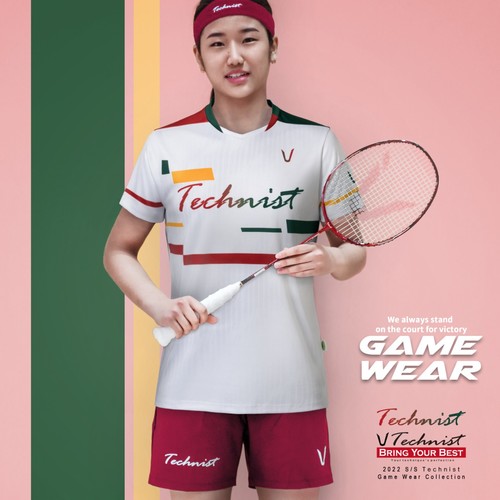 Technist
V
Technist
We always stand
on the court for victory
GAME
WEAR
Technist
V Technist
BRING YOUR BEST
2022 S/S Technist
Game Wear Collection
Technist
V